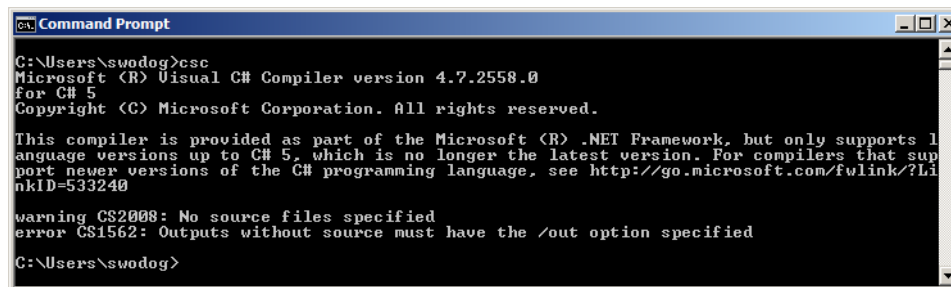 Command Prompt
C:\Users\swodog>csc
Microsoft (R) Visual C# Compiler version 4.7.2558.0
for C# 5
Copyright (C) Microsoft Corporation. All rights reserved.
This compiler is provided as part of the Microsoft (R) .NET Framework, but only supports l
anguage versions up to C# 5, which is no longer the latest version. For compilers that sup
port newer versions of the C# programming language, see http://go.microsoft.com/fwlink/?Li
nkID=533240
warning CS2008: No source files specified
error CS1562: Outputs without source must have the /out option specified
C:\Users\swodog>